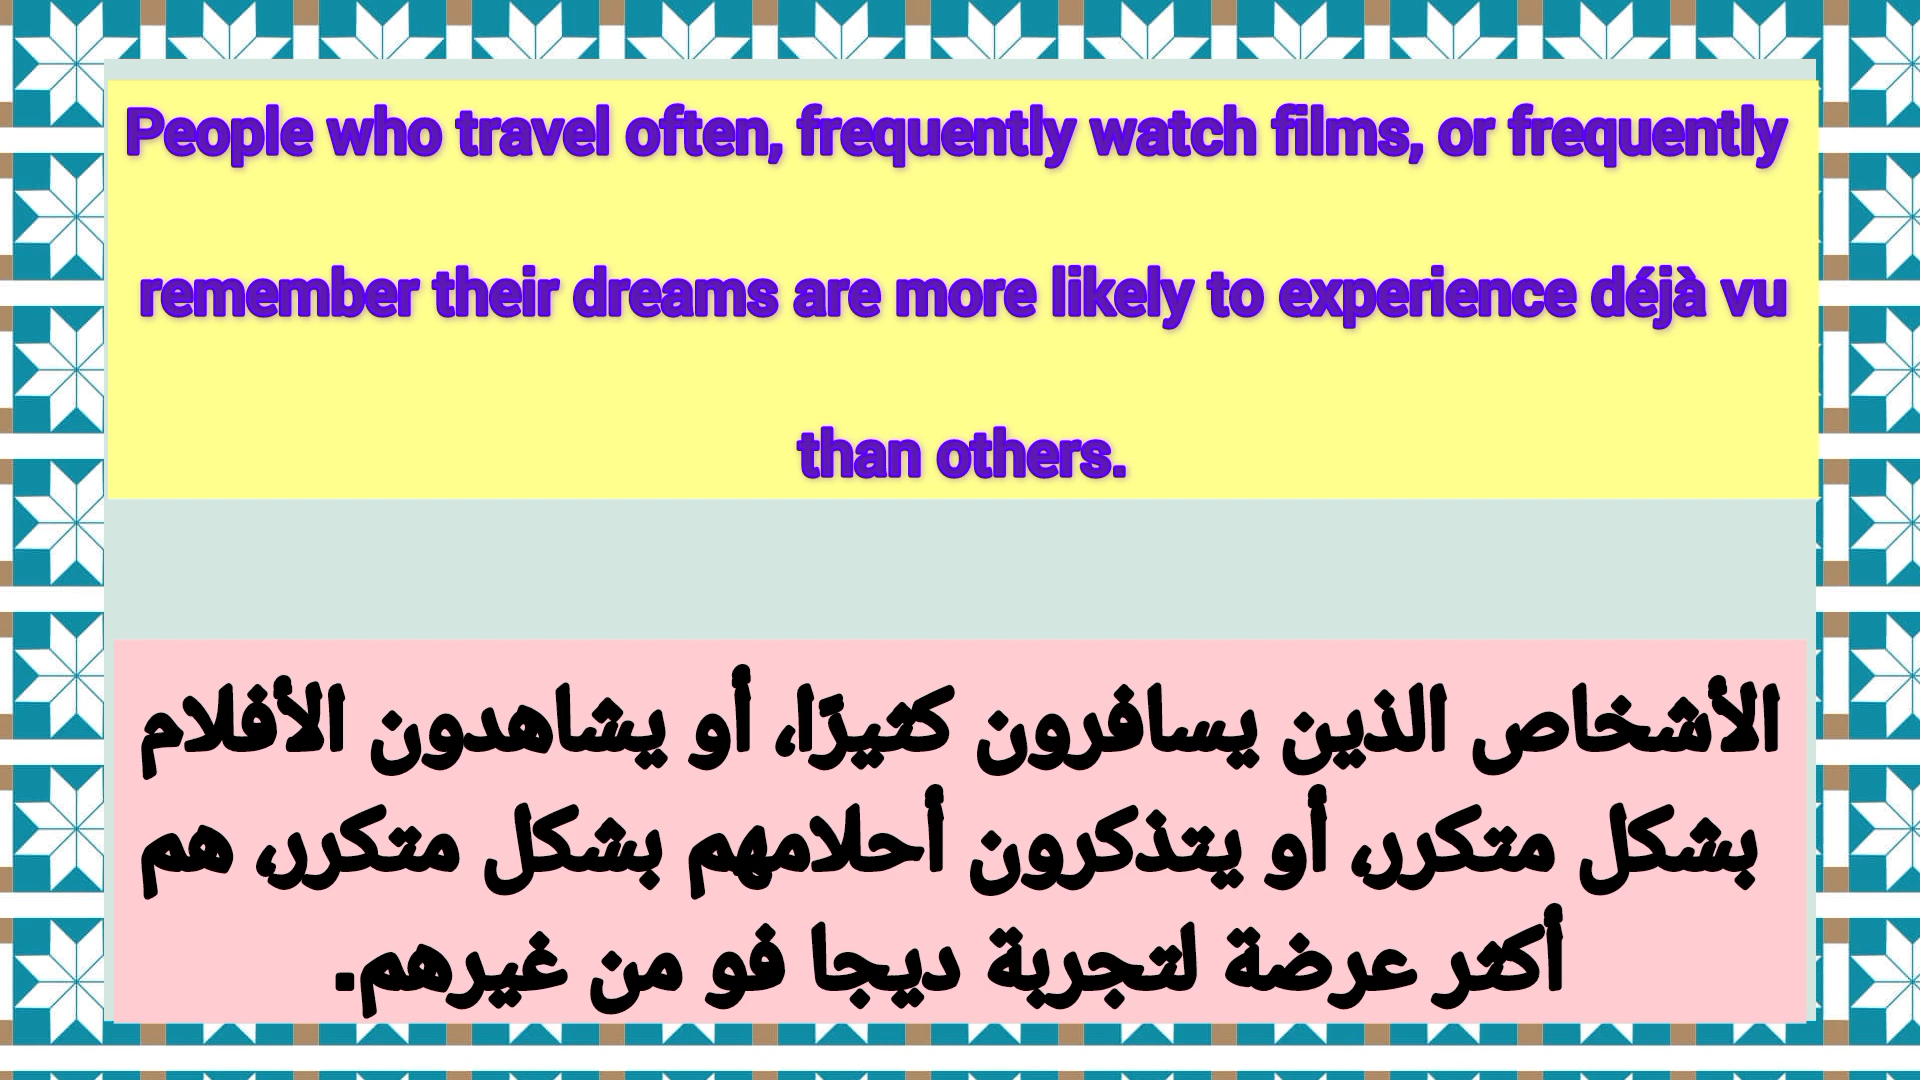 People who travel often, frequently watch films, or frequently
remember their dreams are more likely to experience déjà vu
than others.
الأشخاص الذين يسافرون كثيرًا، أو يشاهدون الأفلام
بشكل متكرر، أو يتذكرون أحلامهم بشكل متكرر، هم
أكثر عرضة لتجربة ديجا فو من غيرهم.